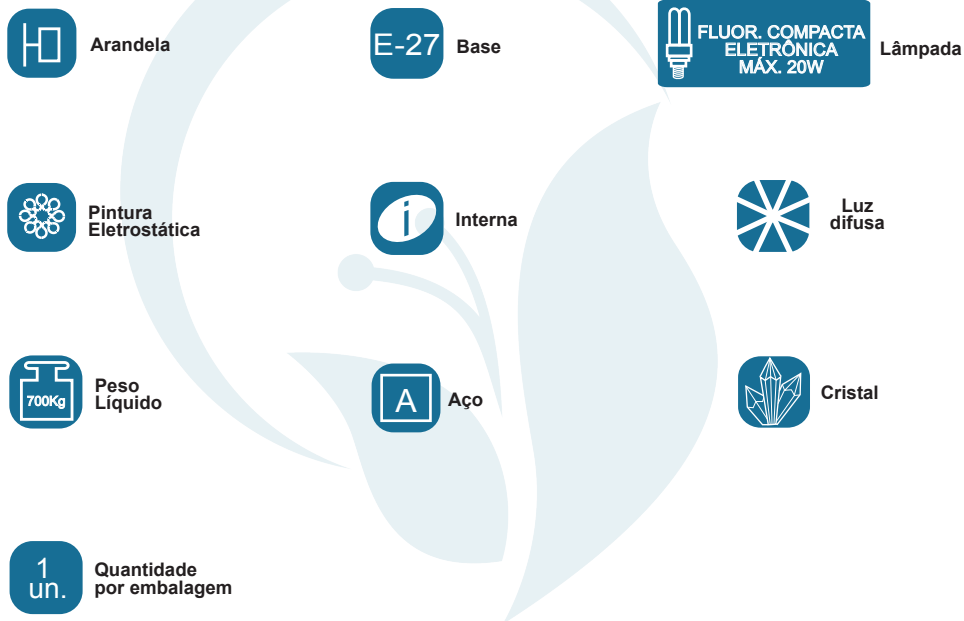 Arandela
E-27
Base
FLUOR. COMPACTA
ELETRÔNICA
MÁX. 20W
Lâmpada
Pintura
Eletrostática
i
Interna
Luz
difusa
700Kg
Peso
Líquido
A
Aço
Cristal
1
un.
Quantidade
por embalagem